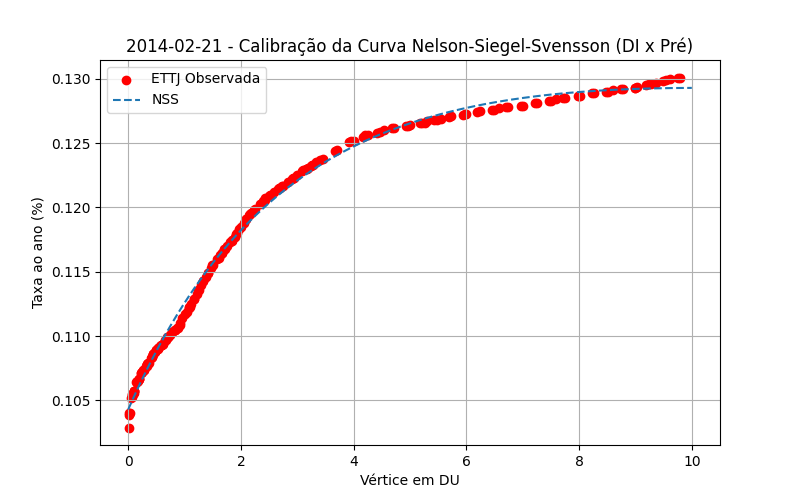 2014-02-21 - Calibração da Curva Nelson-Siegel-Svensson (DI x Pré)
ETTJ Observada
NSS
Taxa ao ano (%)
0.130
0.125
0.120
0.115
0.110
0.105
0 2 4 6 8 10
Vértice em DU